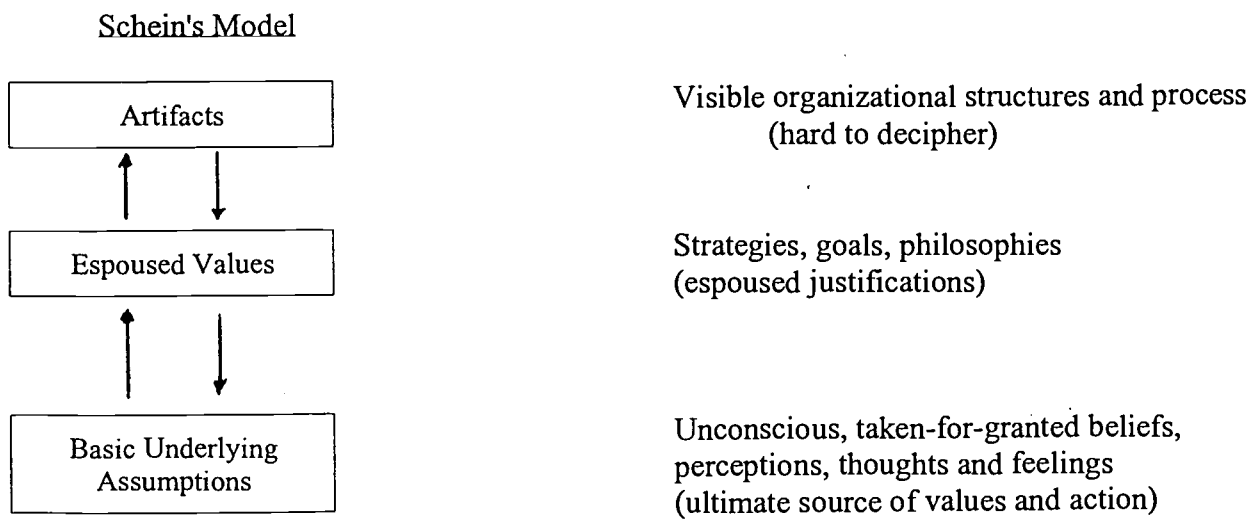 Schein's Model
Artifacts
Visible organizational structures and process
(hard to decipher)
Espoused Values
Strategies, goals, philosophies
(espoused justifications)
Basic Underlying
Assumptions
Unconscious, taken-for-granted beliefs,
perceptions, thoughts and feelings
(ultimate source of values and action)